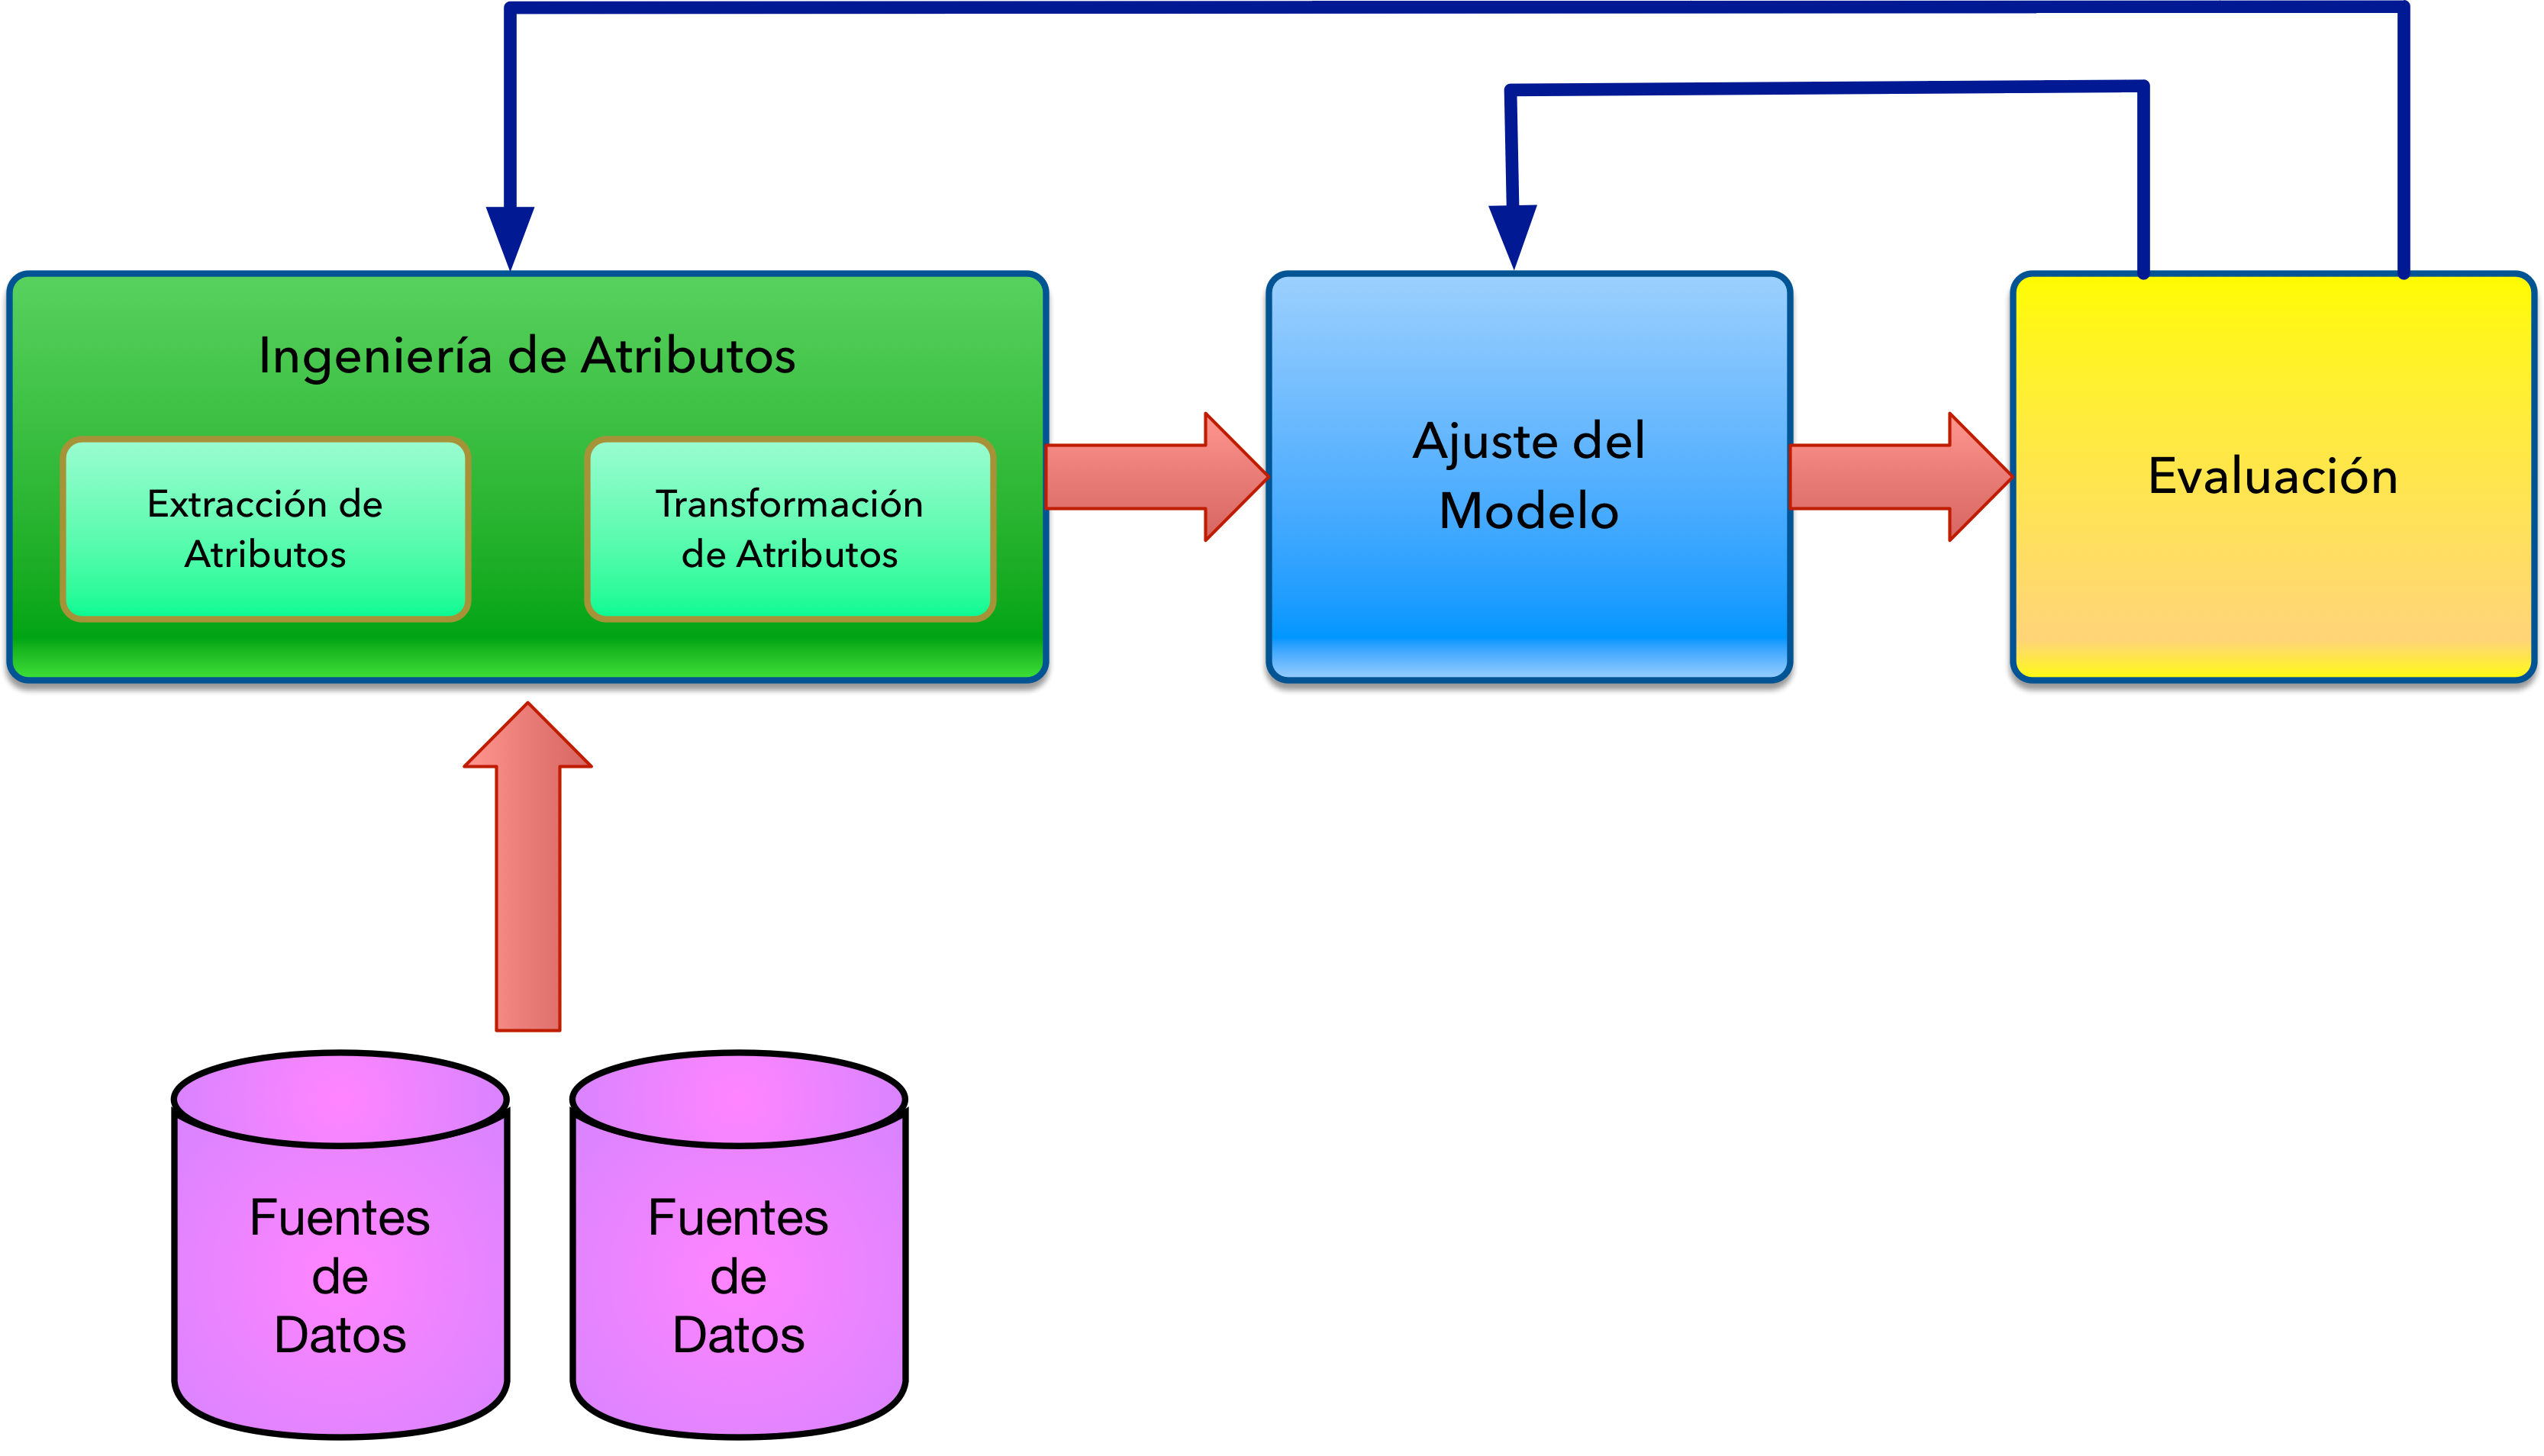 Ingeniería de Atributos
Extracción de
Atributos
Transformación
de Atributos
Ajuste del
Modelo
Evaluación
Fuentes
de
Datos
Fuentes
de
Datos